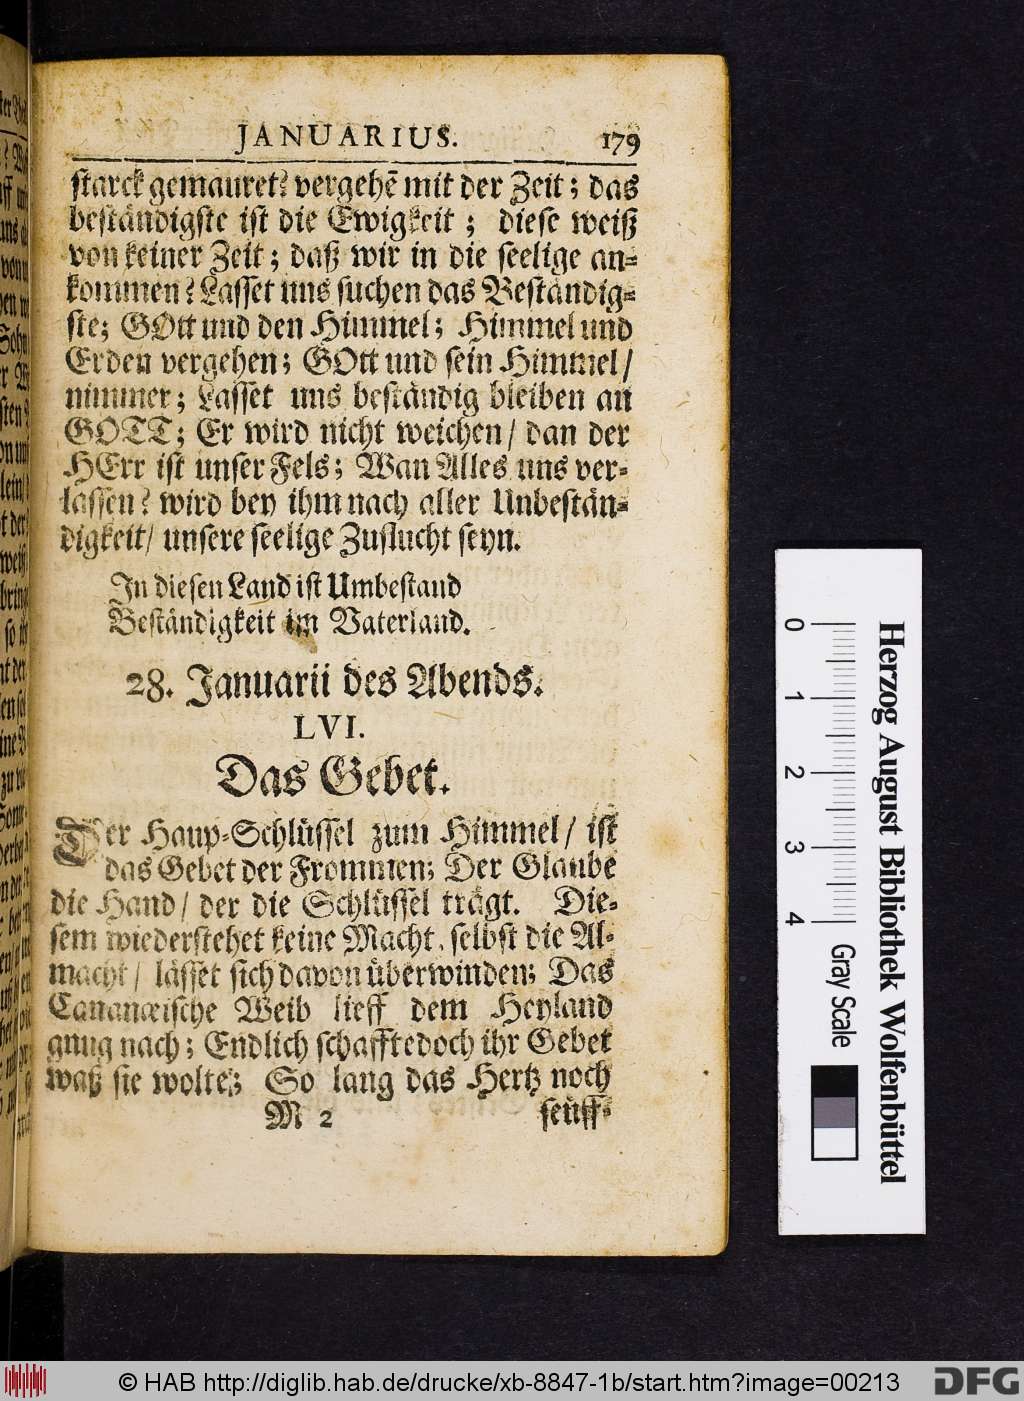 JANUARIUS. 179
starck gemauret? vergehē mit der Zeit; das
beständigste ist die Ewigkeit; diese weiß
von keiner Zeit; daß wir in die seelige an-
kommen? Lasset uns suchen das Beständig-
ste; GOtt und den Himmel; Himmel und
Erden vergehen; GOtt und sein Himmel/
nimmer; Lasset uns beständig bleiben an
GOTT; Er wird nicht weichen/ dan der
HErr ist unser Fels; Wan Alles uns ver-
lassen? wird bey ihm nach aller Unbestän-
digkeit/ unsere seelige Zuflucht seyn.
In diesen Land ist Umbestand
Beständigkeit im Vaterland.
28. Januarii des Abends.
LVI.
Das Gebet.
Der Haup-Schlüssel zum Himmel/ ist
das Gebet der Frommen; Der Glaube
die Hand/ der die Schlüssel trägt. Die-
sem wiederstehet keine Macht, selbst die Al-
macht/ lässet sich davon überwinden; Das
Cananæische Weib lieff dem Heyland
gnug nach; Endlich schafftedoch ihr Gebet
waß sie wolte; So lang das Hertz noch
M 2 seüff-
0 1 2 3 4
Gray Scale
Herzog August Bibliothek Wolfenbüttel
© HAB http://diglib.hab.de/drucke/xb-8847-1b/start.htm?image=00213
DFG